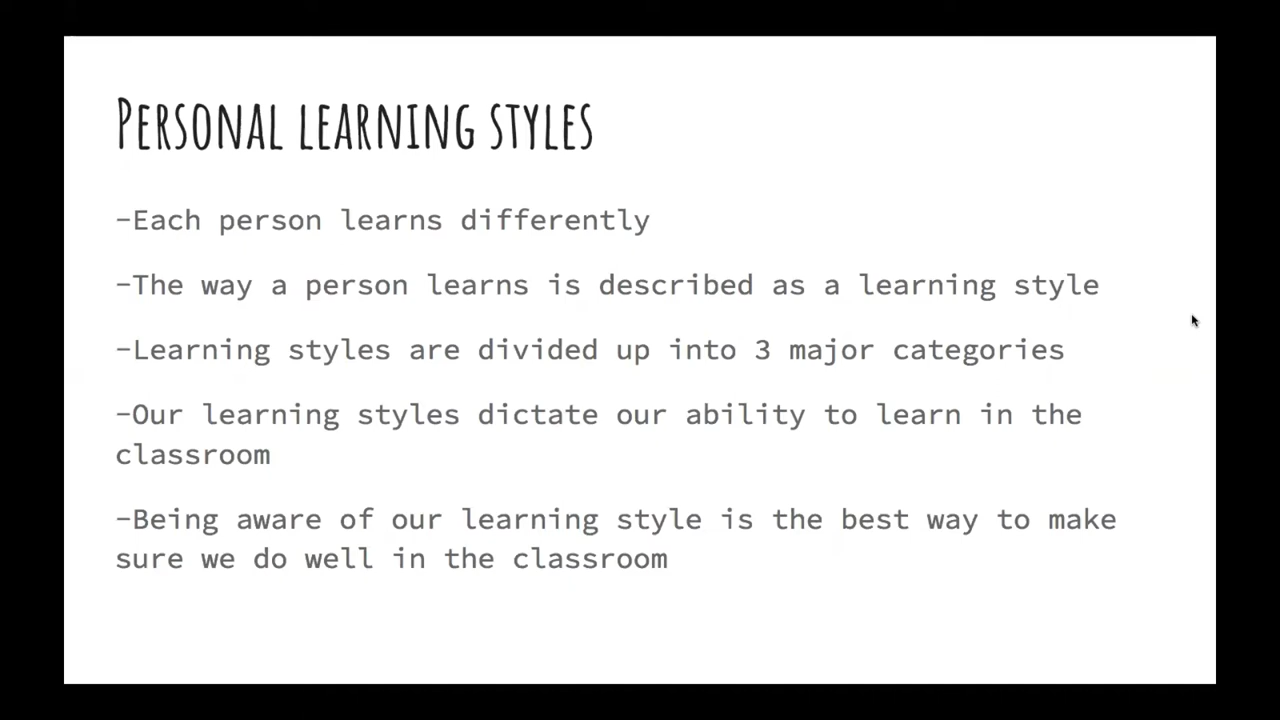 Personal learning styles
-Each person learns differently
-The way a person learns is described as a learning style
-Learning styles are divided up into 3 major categories
-Our learning styles dictate our ability to learn in the
classroom
-Being aware of our learning style is the best way to make
sure we do well in the classroom